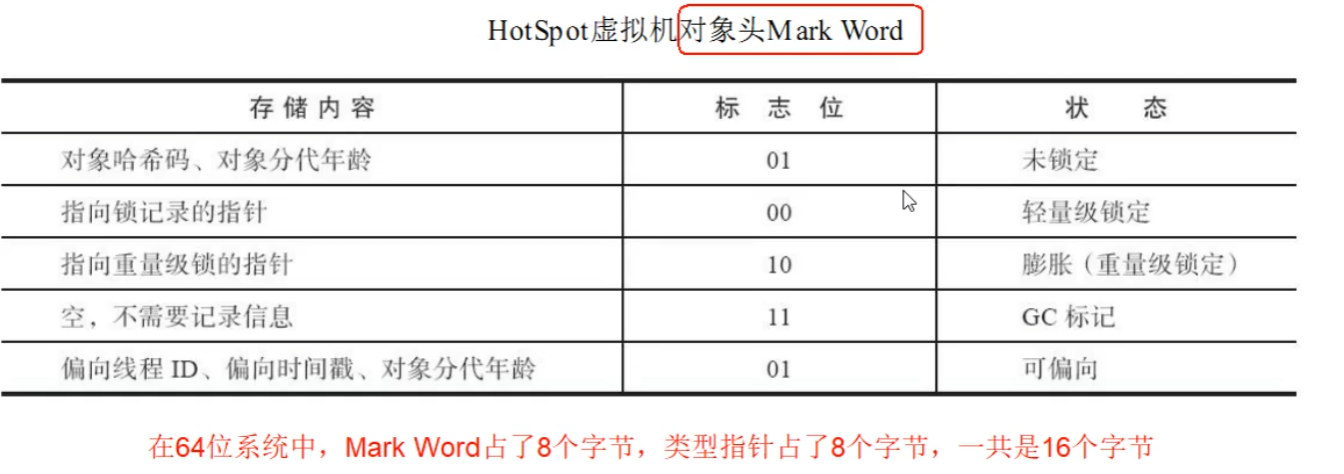 HotSpot虚拟机对象头Mark Word
存储内容 标志位 状态
对象哈希码、对象分代年龄 01 未锁定
指向锁记录的指针 00 轻量级锁定
指向重量级锁的指针 10 膨胀（重量级锁定）
空，不需要记录信息 11 GC 标记
偏向线程 ID、偏向时间戳、对象分代年龄 01 可偏向
在64位系统中，Mark Word占了8个字节，类型指针占了8个字节，一共是16个字节